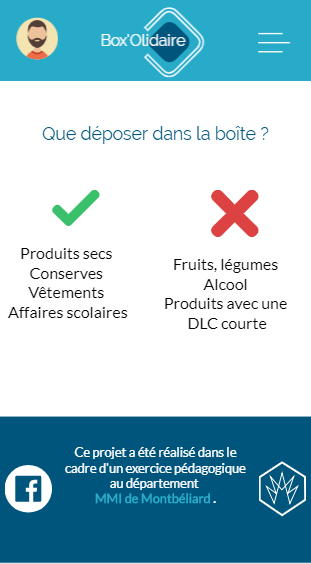 Box'Olidaire
Que déposer dans la boîte ?
Produits secs
Conserves
Vêtements
Affaires scolaires
Fruits, légumes
Alcool
Produits avec une
DLC courte
Ce projet a été réalisé dans le
cadre d'un exercice pédagogique
au département
MMI de Montbéliard .